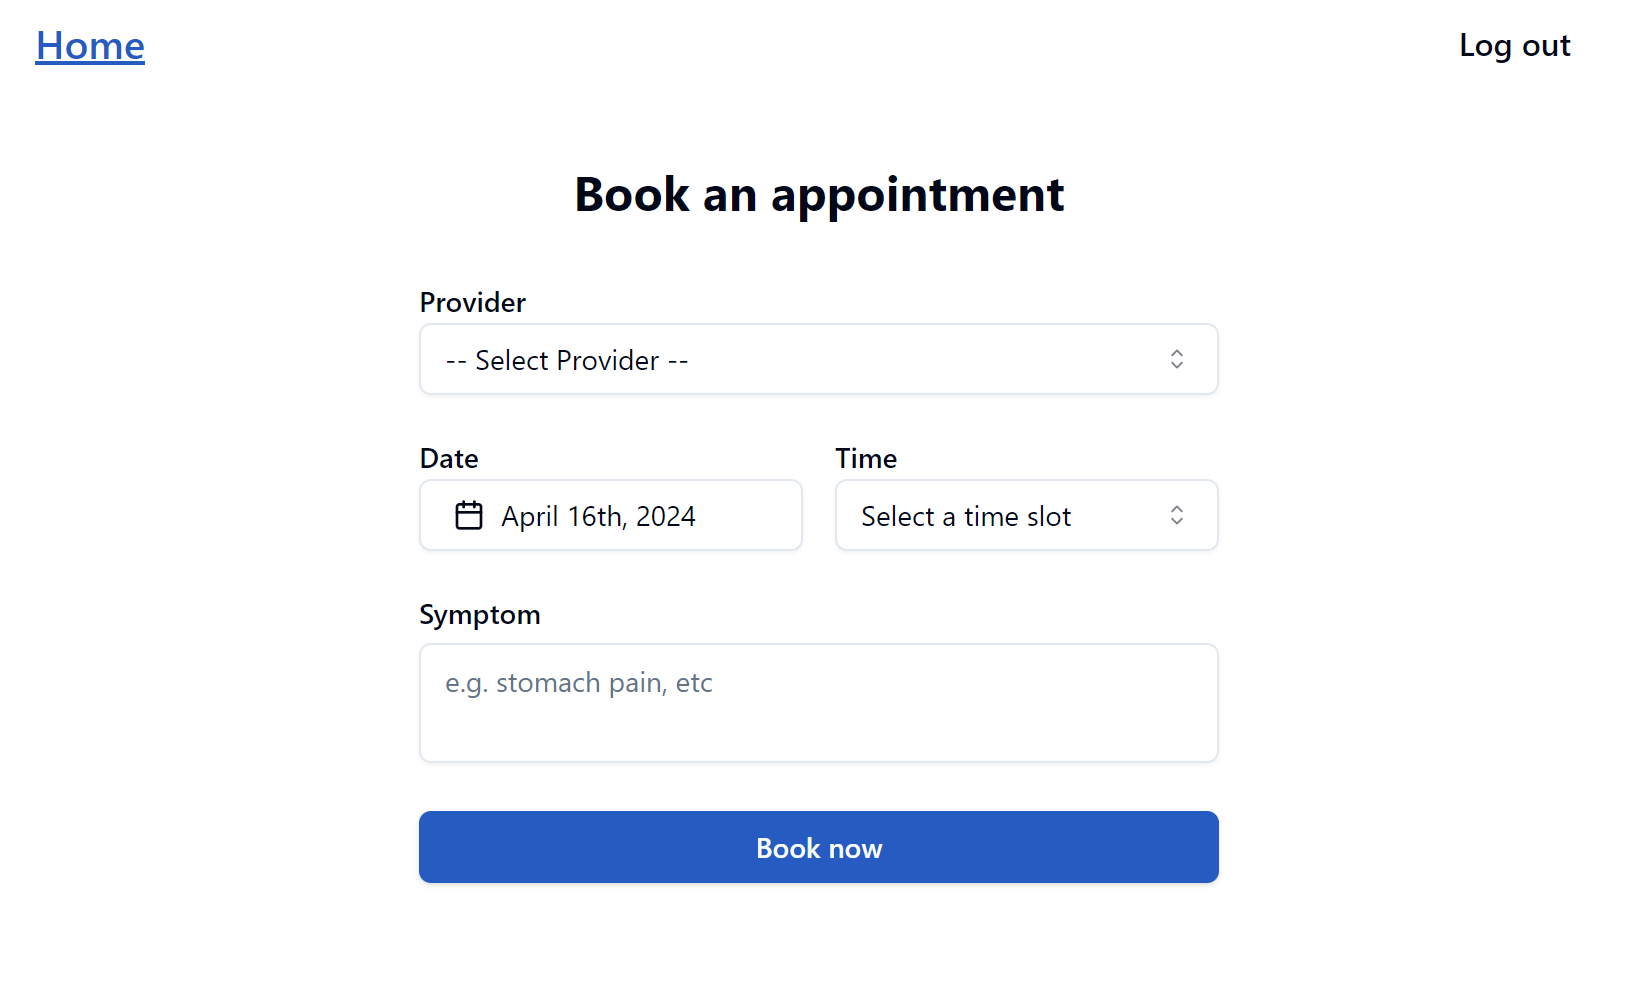 Home
Log out
Book an appointment
Provider
-- Select Provider --
Date
Time
April 16th, 2024
Select a time slot
Symptom
e.g. stomach pain, etc
Book now